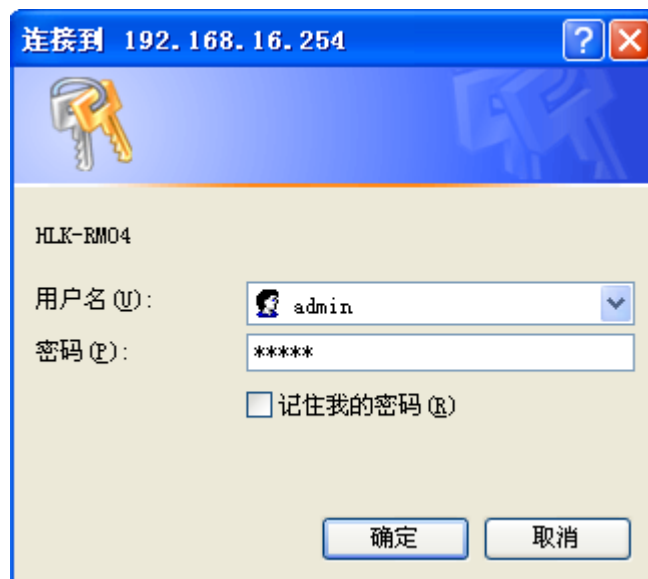 连接到 192.168.16.254
HLK-RM04
用户名(U):
admin
密码(P):
*****
记住我的密码(R)
确定
取消